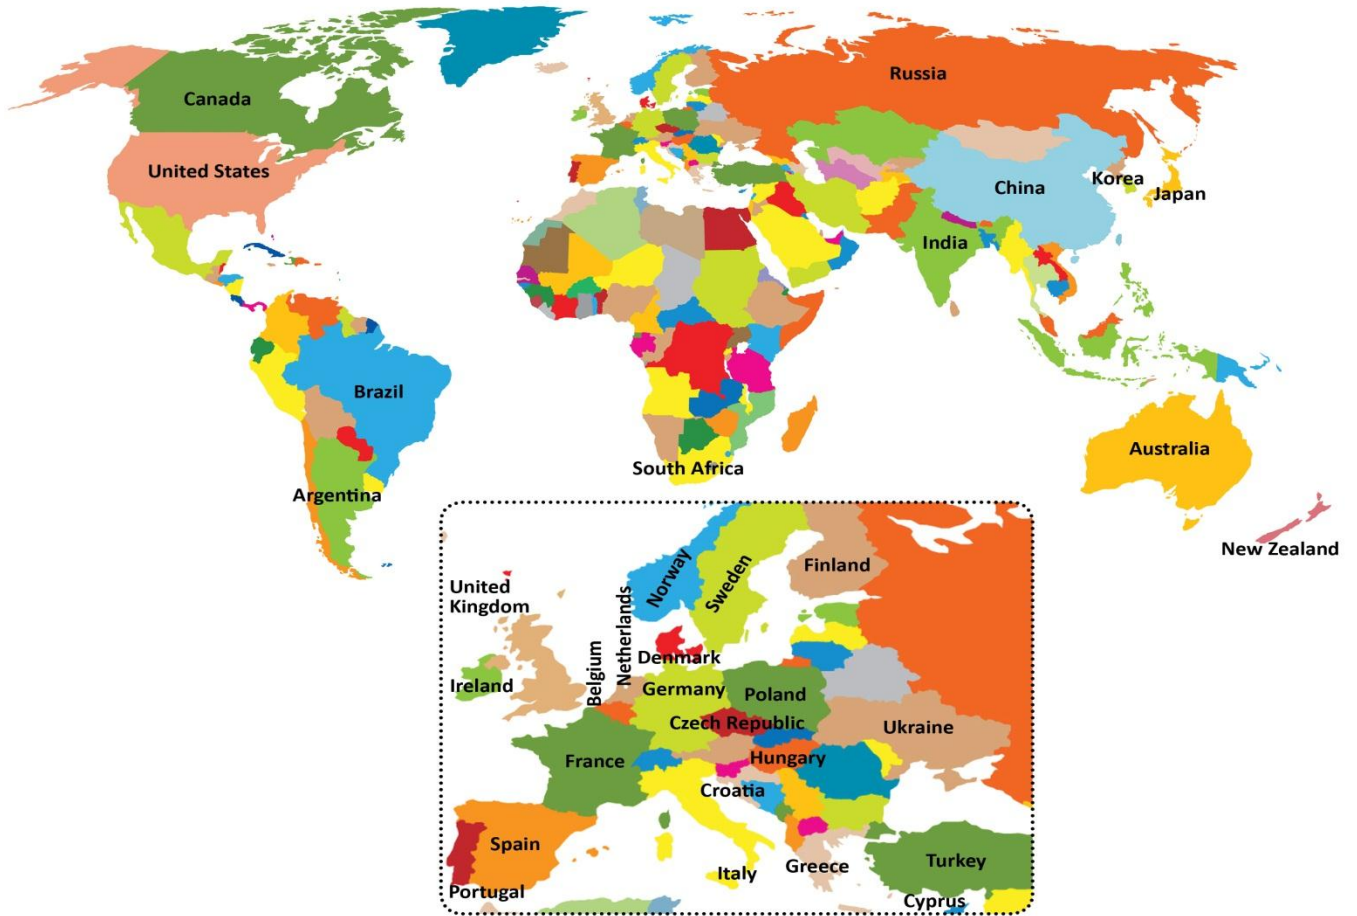 Canada
Russia
United States
China
Korea
Japan
India
Brazil
Australia
South Africa
Argentina
New Zealand
United
Kingdom
Norway
Sweden
Finland
Netherlands
Belgium
Denmark
Ireland
Germany
Poland
Czech Republic
Ukraine
France
Hungary
Croatia
Spain
Italy
Greece
Turkey
Portugal
Cyprus